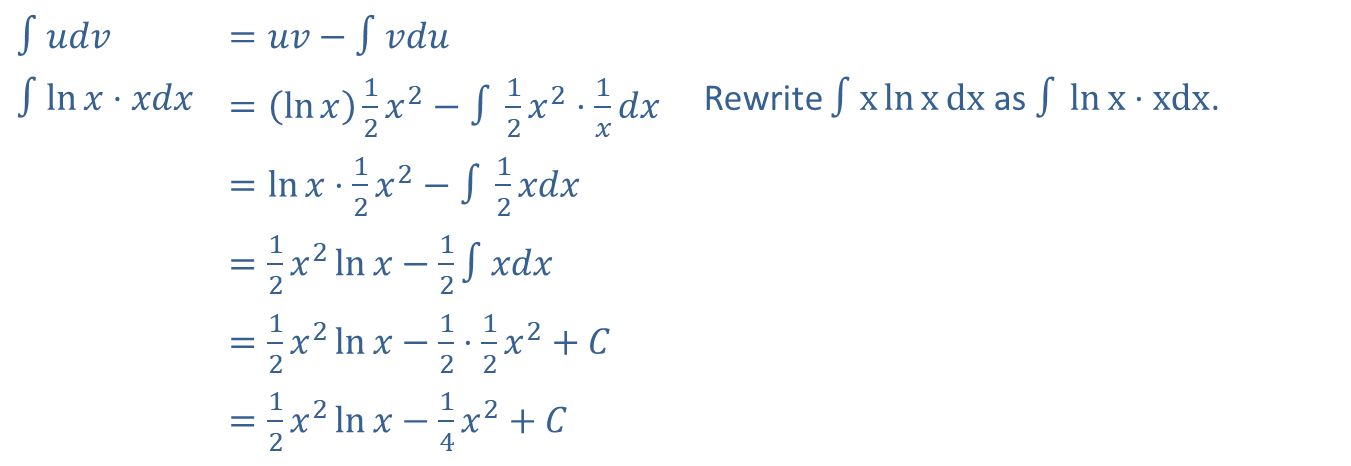 ∫ udv = uv − ∫ vdu
∫ ln x · xdx = (ln x) 1/2 x² − ∫ 1/2 x² · 1/x dx Rewrite ∫ x ln x dx as ∫ ln x · xdx.
= ln x · 1/2 x² − ∫ 1/2 xdx
= 1/2 x² ln x − 1/2 ∫ xdx
= 1/2 x² ln x − 1/2 · 1/2 x² + C
= 1/2 x² ln x − 1/4 x² + C